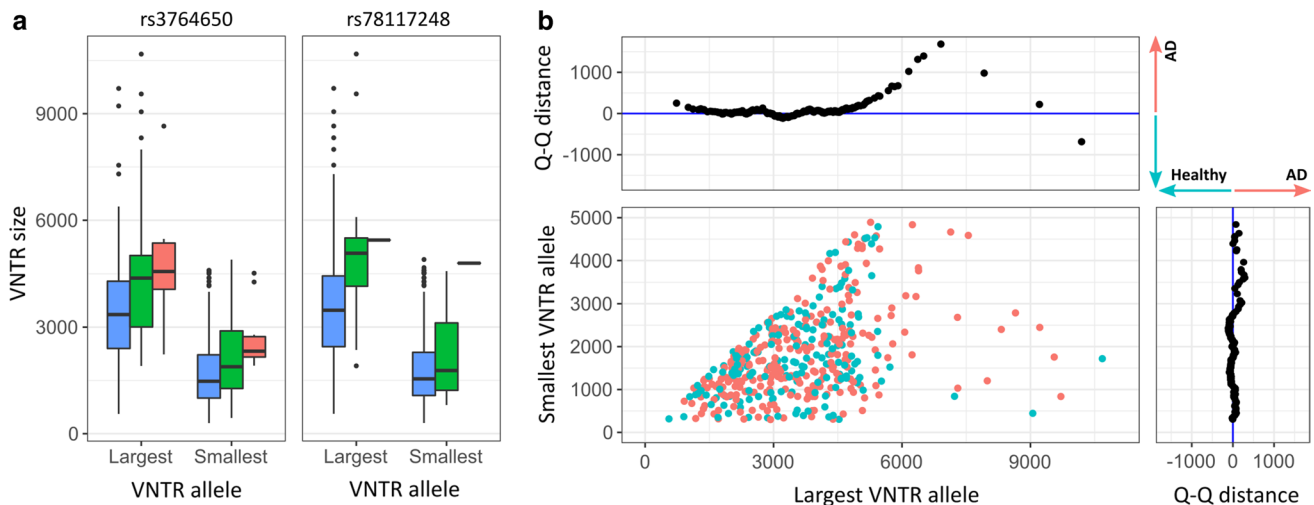 a
rs3764650
rs78117248
VNTR size
9000
6000
3000
0
Largest
Smallest
Largest
Smallest
VNTR allele
VNTR allele
b
Q-Q distance
1000
0
-1000
AD
Healthy
AD
Smallest VNTR allele
5000
4000
3000
2000
1000
0
0
3000
6000
9000
Largest VNTR allele
-1000
0
1000
Q-Q distance